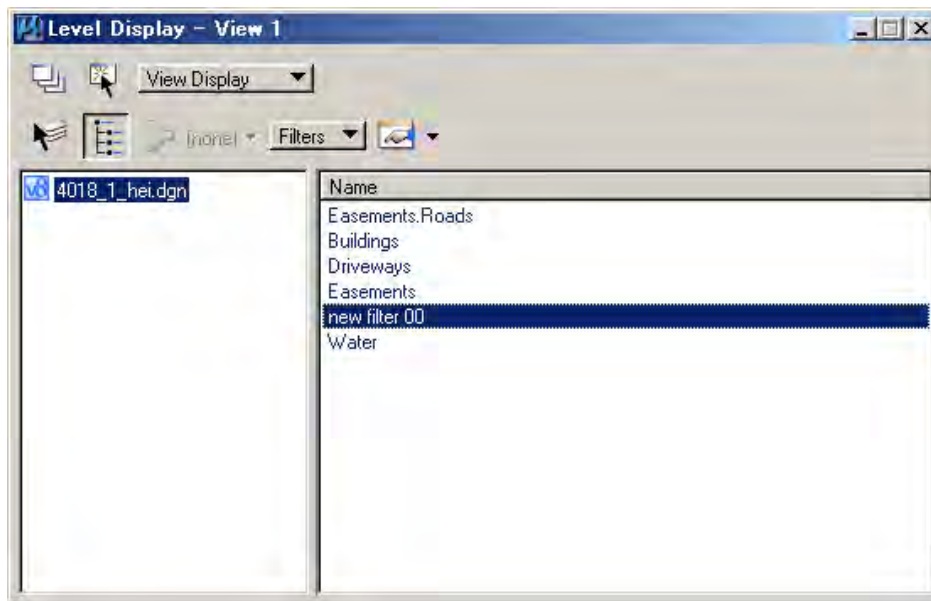 Level Display - View 1
View Display
(none) Filters
v8 4018_1_hei.dgn
Name
Easements.Roads
Buildings
Driveways
Easements
new filter 00
Water